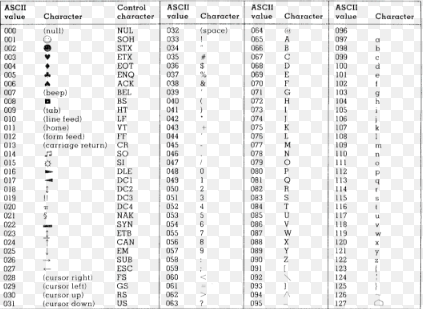 ASCII Control ASCII ASCII ASCII
value Character character value Character value Character value Character
000 (null) NUL 032 (space) 064 @ 096
001 ☺ SOH 033 ! 065 A 097 a
002 ☻ STX 034 " 066 B 098 b
003 ♥ ETX 035 # 067 C 099 c
004 ♦ EOT 036 $ 068 D 100 d
005 ♣ ENQ 037 % 069 E 101 e
006 ♠ ACK 038 & 070 F 102 f
007 (beep) BEL 039 ' 071 G 103 g
008 ◘ BS 040 ( 072 H 104 h
009 (tab) HT 041 ) 073 I 105 i
010 (line feed) LF 042 * 074 J 106 j
011 (home) VT 043 + 075 K 107 k
012 (form feed) FF 044 076 L 108 l
013 (carriage return) CR 045 - 077 M 109 m
014 ♫ SO 046 078 N 110 n
015 ☼ SI 047 / 079 O 111 o
016 ► DLE 048 0 080 P 112 p
017 ◄ DC1 049 1 081 Q 113 q
018 ↕ DC2 050 2 082 R 114 r
019 !! DC3 051 3 083 S 115 s
020 π DC4 052 4 084 T 116 t
021 § NAK 053 5 085 U 117 u
022 ▬ SYN 054 6 086 V 118 v
023 ↨ ETB 055 7 087 W 119 w
024 ↑ CAN 056 8 088 X 120 x
025 ↓ EM 057 9 089 Y 121 y
026 → SUB 058 : 090 Z 122 z
027 ← ESC 059 ; 091 [ 123 {
028 (cursor right) FS 060 < 092 \ 124 ¦
029 (cursor left) GS 061 = 093 ] 125 }
030 (cursor up) RS 062 > 094 ∧ 126 ~
031 (cursor down) US 063 ? 095 _ 127 ⌂